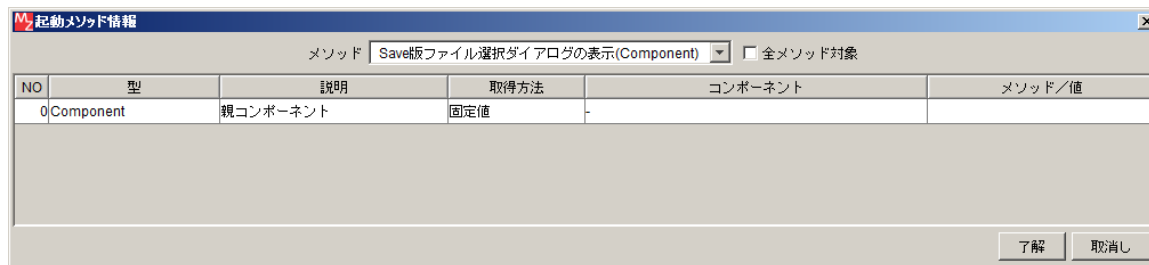 起動メソッド情報
メソッド Save版ファイル選択ダイアログの表示(Component) 全メソッド対象
NO 型 説明 取得方法 コンポーネント メソッド／値
0 Component 親コンポーネント 固定値 -
了解 取消し